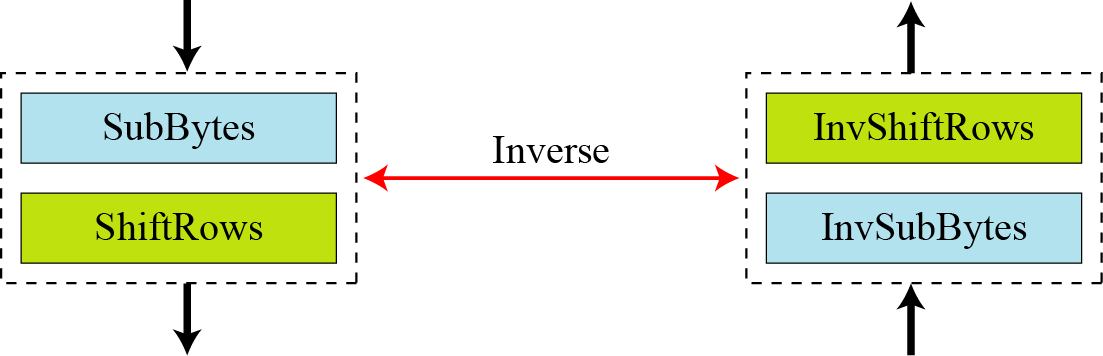 SubBytes
ShiftRows
Inverse
InvShiftRows
InvSubBytes